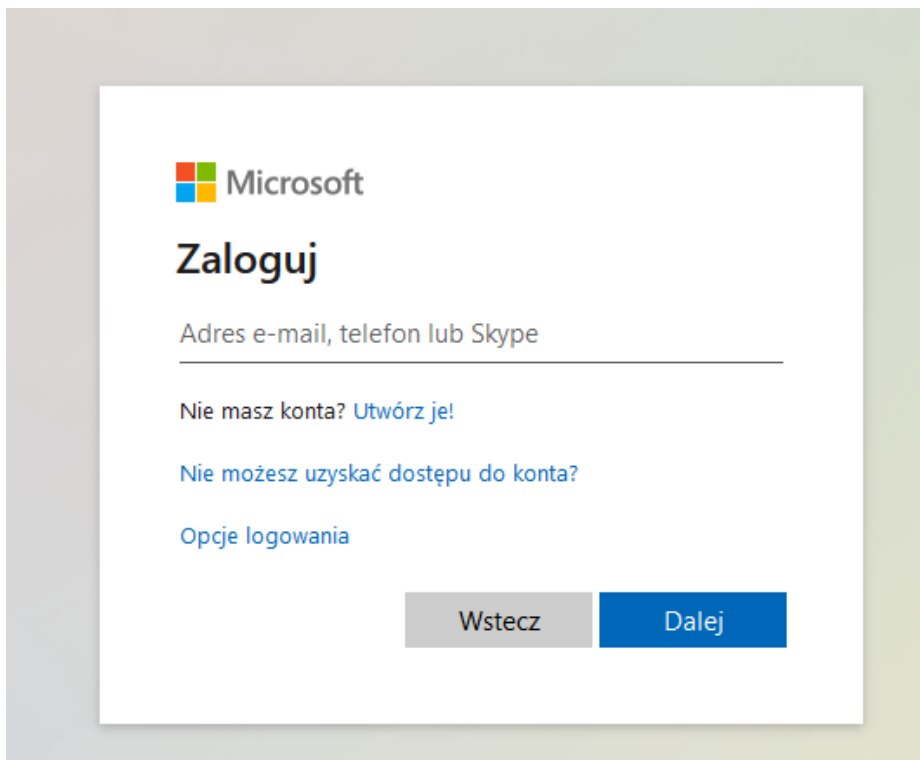 Microsoft
Zaloguj
Adres e-mail, telefon lub Skype
Nie masz konta? Utwórz je!
Nie możesz uzyskać dostępu do konta?
Opcje logowania
Wstecz Dalej